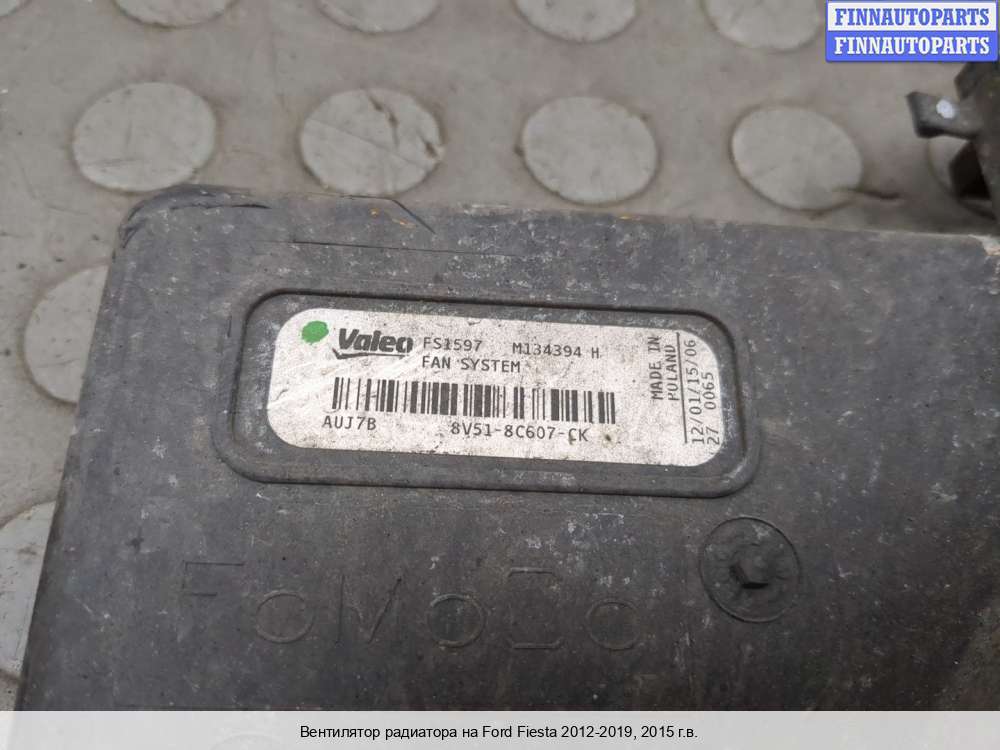 FINNAUTOPARTS
FINNAUTOPARTS
Valeo FS1597 M134394 H
FAN SYSTEM
AUJ7B 8V51-8C607-CK
MADE IN
POLAND
12/01/15/06
27 0065
FoMoCo
Вентилятор радиатора на Ford Fiesta 2012-2019, 2015 г.в.